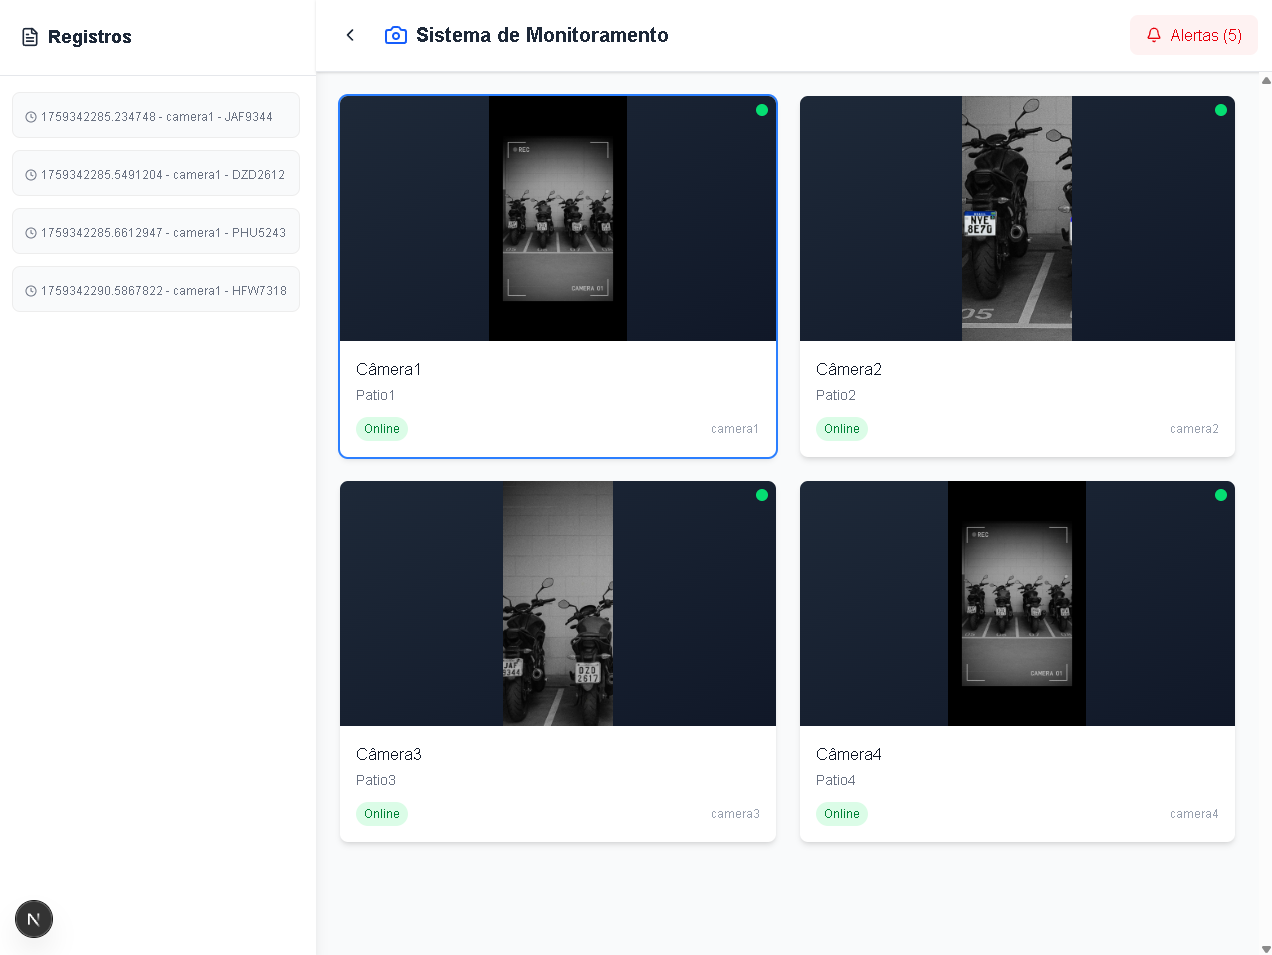 Registros
1759342285.234748 - camera1 - JAF9344
1759342285.5491204 - camera1 - DZD2612
1759342285.6612947 - camera1 - PHU5243
1759342290.5867822 - camera1 - HFW7318
Sistema de Monitoramento
Alertas (5)
REC
CAMERA 01
Câmera1
Patio1
Online
camera1
NYE
8E70
05
Câmera2
Patio2
Online
camera2
JAF
9344
DZD
2617
Câmera3
Patio3
Online
camera3
REC
CAMERA 01
Câmera4
Patio4
Online
camera4
N